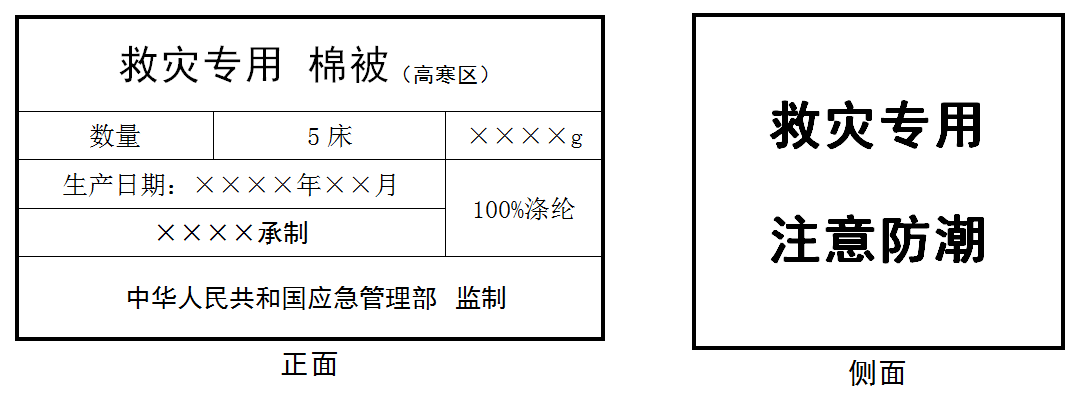 救灾专用 棉被（高寒区）
数量 5床 ××××g
生产日期：××××年××月
100%涤纶
××××承制
中华人民共和国应急管理部 监制
正面
救灾专用
注意防潮
侧面